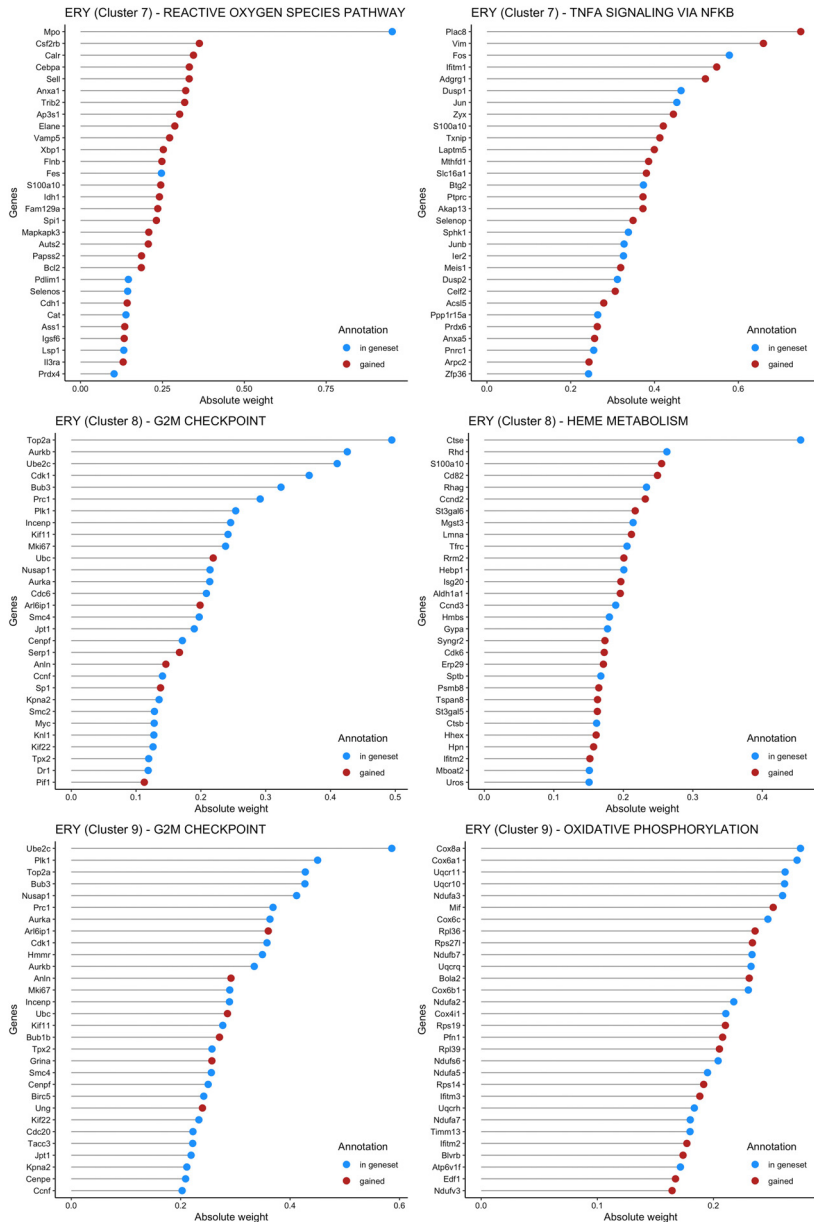 ERY (Cluster 7) - REACTIVE OXYGEN SPECIES PATHWAY
Genes
Mpo
Csf2rb
Calr
Cebpa
Sell
Anxa1
Trib2
Ap3s1
Elane
Vamp5
Xbp1
Flnb
Fes
S100a10
Idh1
Fam129a
Spi1
Mapkapk3
Auts2
Papss2
Bcl2
Pdlim1
Selenos
Cdh1
Cat
Ass1
Igsf6
Lsp1
Il3ra
Prdx4
Annotation
in geneset
gained
0.00 0.25 0.50 0.75
Absolute weight
ERY (Cluster 7) - TNFA SIGNALING VIA NFKB
Genes
Plac8
Vim
Fos
Ifitm1
Adgrg1
Dusp1
Jun
Zyx
S100a10
Txnip
Laptm5
Mthfd1
Slc16a1
Btg2
Ptprc
Akap13
Selenop
Sphk1
Junb
Ier2
Meis1
Dusp2
Celf2
Acsl5
Ppp1r15a
Prdx6
Anxa5
Pnrc1
Arpc2
Zfp36
Annotation
in geneset
gained
0.0 0.2 0.4 0.6
Absolute weight
ERY (Cluster 8) - G2M CHECKPOINT
Genes
Top2a
Aurkb
Ube2c
Cdk1
Bub3
Prc1
Plk1
Incenp
Kif11
Mki67
Ubc
Nusap1
Aurka
Cdc6
Arl6ip1
Smc4
Jpt1
Cenpf
Serp1
Anln
Ccnf
Sp1
Kpna2
Smc2
Myc
Knl1
Kif22
Tpx2
Dr1
Pif1
Annotation
in geneset
gained
0.0 0.1 0.2 0.3 0.4 0.5
Absolute weight
ERY (Cluster 8) - HEME METABOLISM
Genes
Ctse
Rhd
S100a10
Cd82
Rhag
Ccnd2
St3gal6
Mgst3
Lmna
Tfrc
Rrm2
Hebp1
Isg20
Aldh1a1
Ccnd3
Hmbs
Gypa
Syngr2
Cdk6
Erp29
Sptb
Psmb8
Tspan8
St3gal5
Ctsb
Hhex
Hpn
Ifitm2
Mboat2
Uros
Annotation
in geneset
gained
0.0 0.1 0.2 0.3 0.4
Absolute weight
ERY (Cluster 9) - G2M CHECKPOINT
Genes
Ube2c
Plk1
Top2a
Bub3
Nusap1
Prc1
Aurka
Arl6ip1
Cdk1
Hmmr
Aurkb
Anln
Mki67
Incenp
Ubc
Kif11
Bub1b
Tpx2
Grina
Smc4
Cenpf
Birc5
Ung
Kif22
Cdc20
Tacc3
Jpt1
Kpna2
Cenpe
Ccnf
Annotation
in geneset
gained
0.0 0.2 0.4 0.6
Absolute weight
ERY (Cluster 9) - OXIDATIVE PHOSPHORYLATION
Genes
Cox8a
Cox6a1
Uqcr11
Uqcr10
Ndufa3
Mif
Cox6c
Rpl36
Rps27l
Ndufb7
Uqcrq
Bola2
Cox6b1
Ndufa2
Cox4i1
Rps19
Pfn1
Rpl39
Ndufs6
Ndufa5
Rps14
Ifitm3
Uqcrh
Ndufa7
Timm13
Ifitm2
Blvrb
Atp6v1f
Edf1
Ndufv3
Annotation
in geneset
gained
0.0 0.1 0.2
Absolute weight